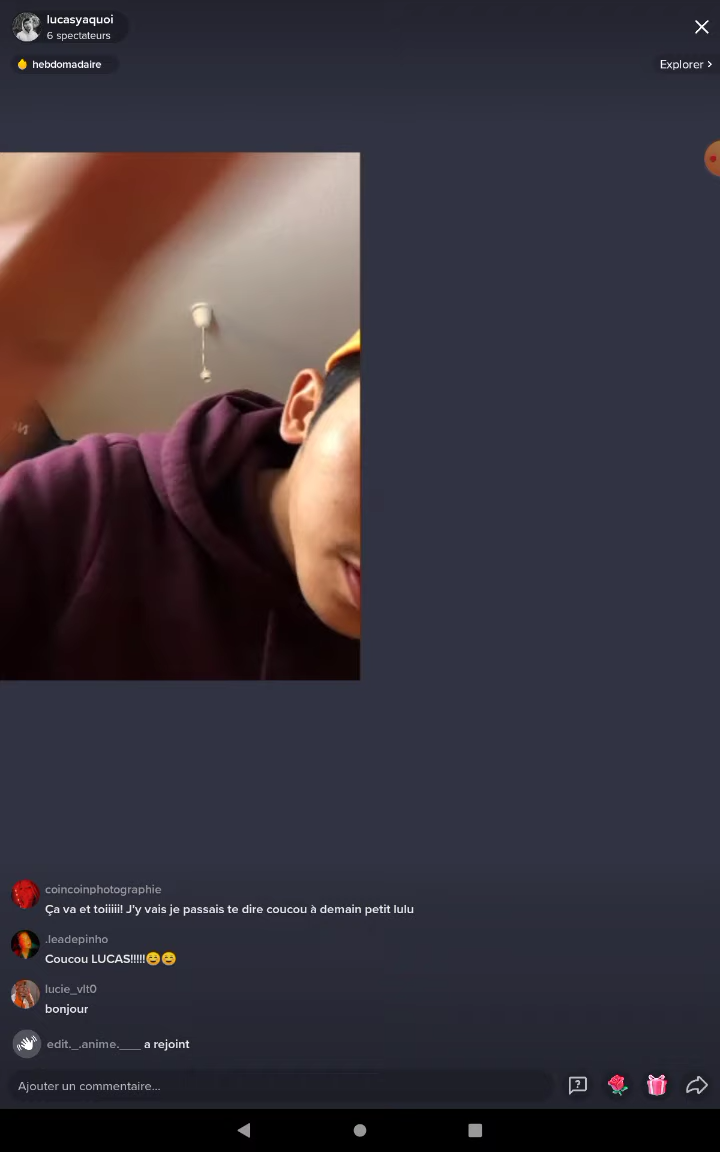 lucasyaquoi
6 spectateurs
hebdomadaire
Explorer >
coincoinphotographie
Ça va et toiiiii! J'y vais je passais te dire coucou à demain petit lulu
.leadepinho
Coucou LUCAS!!!!!😄😄
lucie_vlt0
bonjour
edit._.anime.___ a rejoint
Ajouter un commentaire...